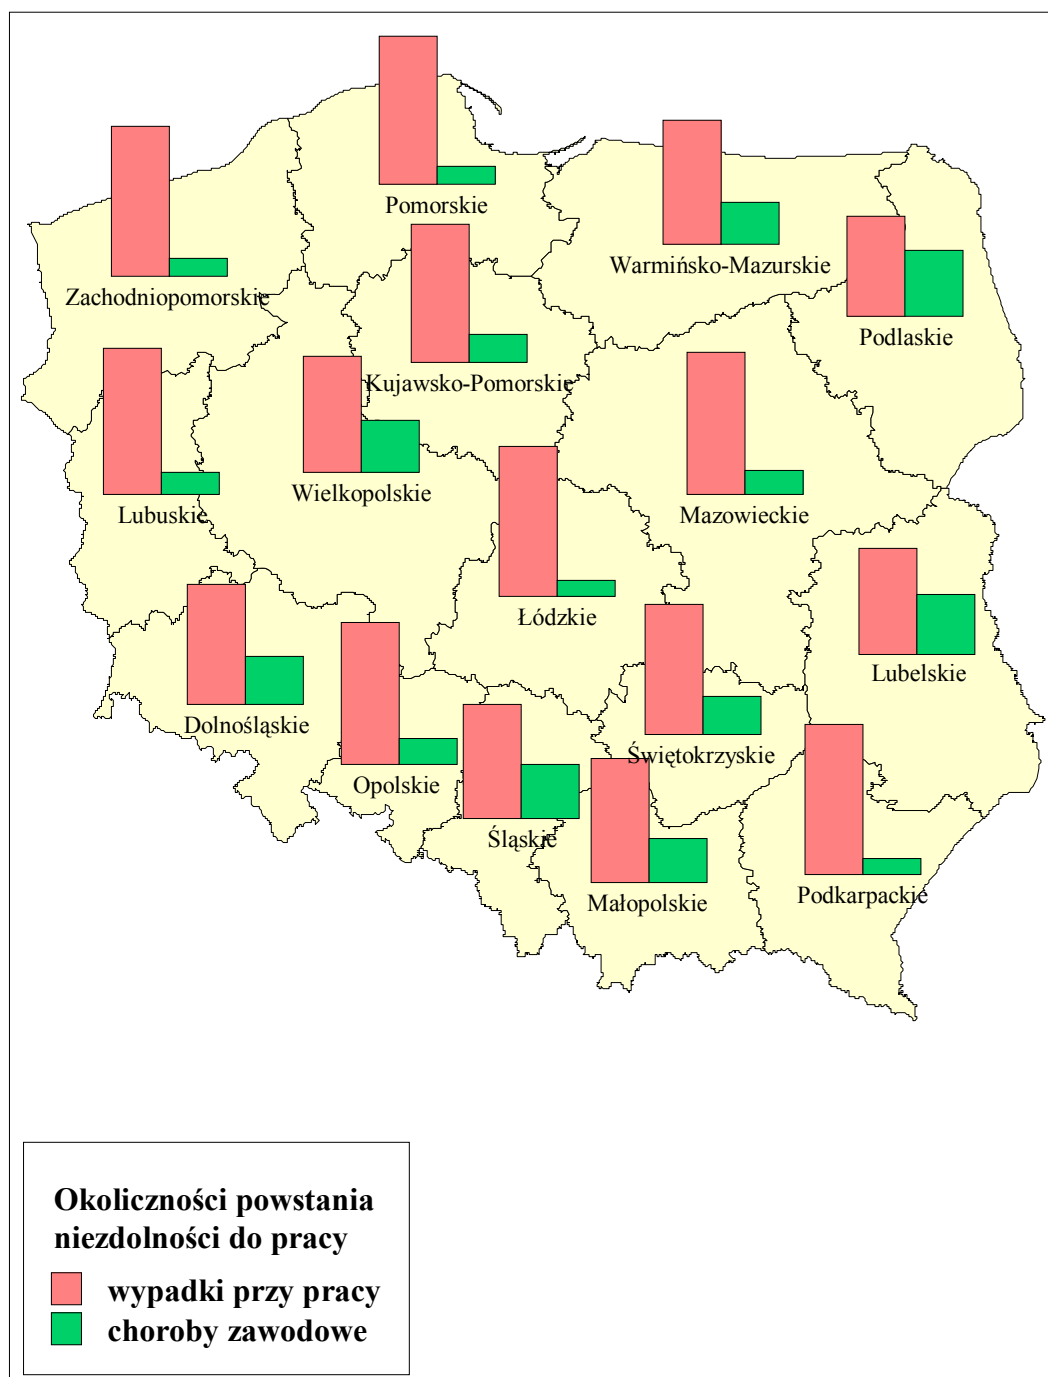 Pomorskie
Warmińsko-Mazurskie
Zachodniopomorskie
Podlaskie
Kujawsko-Pomorskie
Wielkopolskie
Lubuskie
Mazowieckie
Łódzkie
Lubelskie
Dolnośląskie
Świętokrzyskie
Opolskie
Śląskie
Małopolskie
Podkarpackie
Okoliczności powstania
niezdolności do pracy
wypadki przy pracy
choroby zawodowe